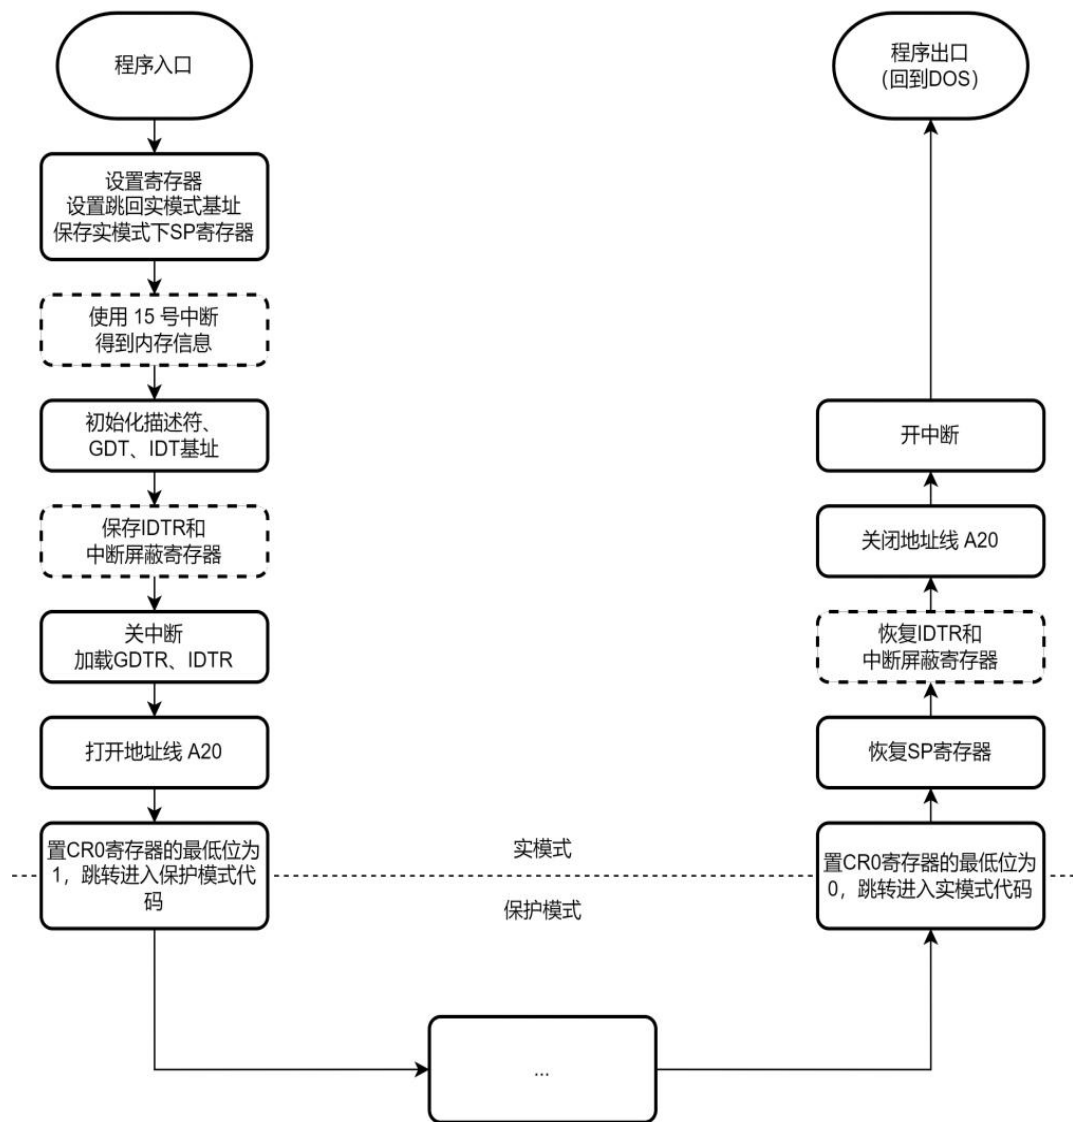 程序入口
设置寄存器
设置跳回实模式基址
保存实模式下SP寄存器
使用 15 号中断
得到内存信息
初始化描述符、
GDT、IDT基址
保存IDTR和
中断屏蔽寄存器
关中断
加载GDTR、IDTR
打开地址线 A20
置CR0寄存器的最低位为
1，跳转进入保护模式代
码
实模式
保护模式
...
置CR0寄存器的最低位为
0，跳转进入实模式代码
恢复SP寄存器
恢复IDTR和
中断屏蔽寄存器
关闭地址线 A20
开中断
程序出口
（回到DOS）